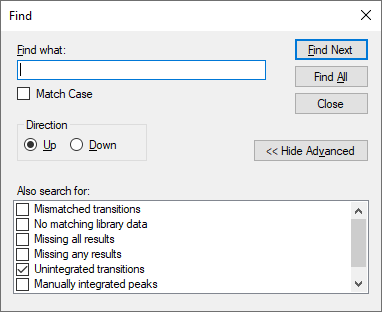 Find
Find what:
Find Next
Find All
Match Case
Close
Direction
Up Down
<< Hide Advanced
Also search for:
Mismatched transitions
No matching library data
Missing all results
Missing any results
Unintegrated transitions
Manually integrated peaks